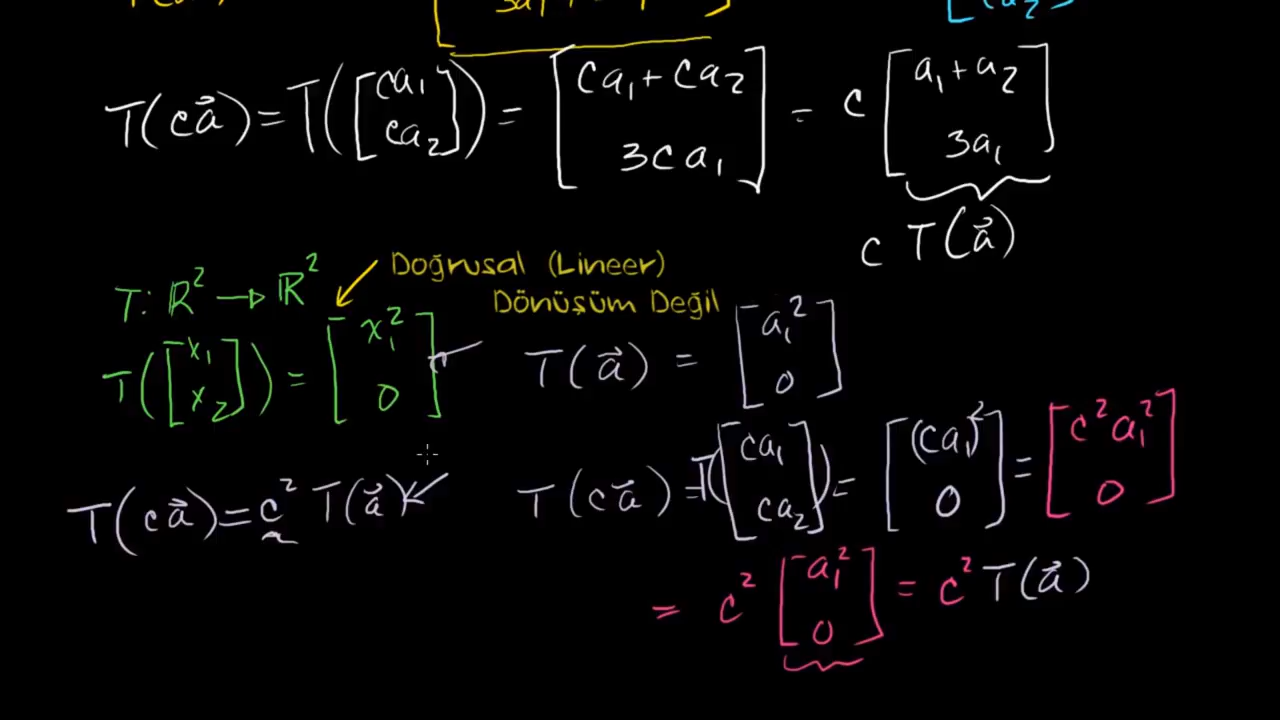 T(ca⃗) = T([ca₁ ca₂]) = [ca₁ + ca₂ 3ca₁] = c [a₁ + a₂ 3a₁]
c T(a⃗)
Doğrusal (Lineer)
Dönüşüm Değil
T: ℝ² → ℝ²
T([x₁ x₂]) = [x₁² 0]
T(a⃗) = [a₁² 0]
T(ca⃗) = T([ca₁ ca₂]) = [(ca₁)² 0] = [c²a₁² 0]
T(ca⃗) = c² T(a⃗)
= c² [a₁² 0] = c² T(a⃗)